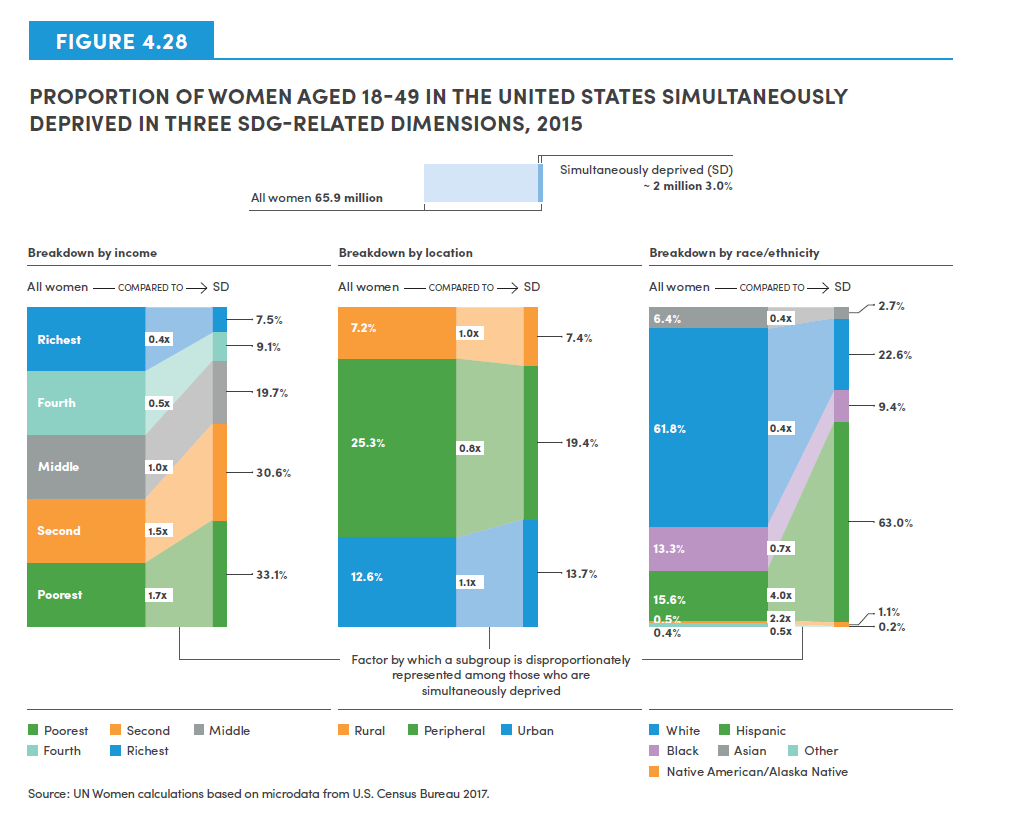 FIGURE 4.28
PROPORTION OF WOMEN AGED 18-49 IN THE UNITED STATES SIMULTANEOUSLY
DEPRIVED IN THREE SDG-RELATED DIMENSIONS, 2015
All women 65.9 million
Simultaneously deprived (SD)
~ 2 million 3.0%
Breakdown by income
All women COMPARED TO SD
Richest
0.4x
7.5%
Fourth
0.5x
9.1%
Middle
1.0x
19.7%
Second
1.5x
30.6%
Poorest
1.7x
33.1%
Breakdown by location
All women COMPARED TO SD
7.2%
1.0x
7.4%
25.3%
0.8x
19.4%
12.6%
1.1x
13.7%
Breakdown by race/ethnicity
All women COMPARED TO SD
6.4%
0.4x
2.7%
61.8%
0.4x
22.6%
13.3%
0.7x
9.4%
15.6%
4.0x
63.0%
0.5%
2.2x
1.1%
0.4%
0.5x
0.2%
Factor by which a subgroup is disproportionately
represented among those who are
simultaneously deprived
Poorest Second Middle
Fourth Richest
Rural Peripheral Urban
White Hispanic
Black Asian Other
Native American/Alaska Native
Source: UN Women calculations based on microdata from U.S. Census Bureau 2017.